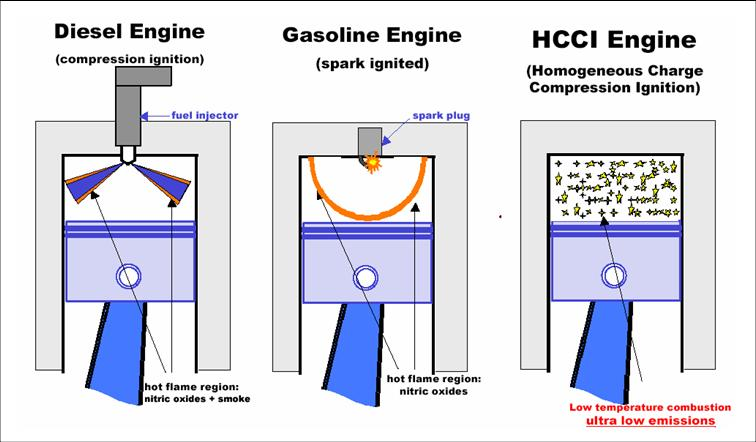 Diesel Engine
(compression ignition)
fuel injector
hot flame region:
nitric oxides + smoke
Gasoline Engine
(spark ignited)
spark plug
hot flame region:
nitric oxides
HCCI Engine
(Homogeneous Charge
Compression Ignition)
Low temperature combustion
ultra low emissions